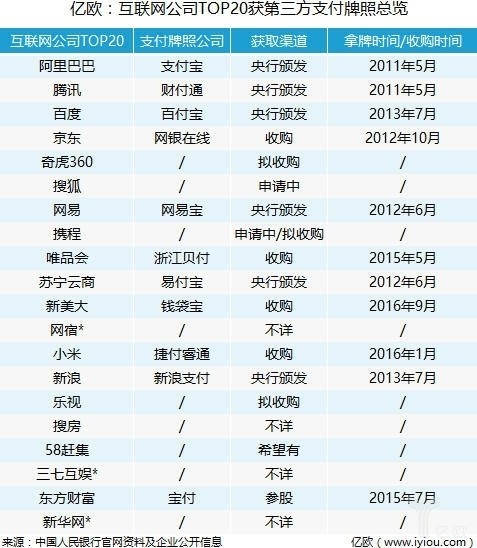 亿欧：互联网公司TOP20获第三方支付牌照总览
互联网公司TOP20 支付牌照公司 获取渠道 拿牌时间/收购时间
阿里巴巴 支付宝 央行颁发 2011年5月
腾讯 财付通 央行颁发 2011年5月
百度 百付宝 央行颁发 2013年7月
京东 网银在线 收购 2012年10月
奇虎360 / 拟收购 /
搜狐 / 申请中 /
网易 网易宝 央行颁发 2012年6月
携程 / 申请中/拟收购 /
唯品会 浙江贝付 收购 2015年5月
苏宁云商 易付宝 央行颁发 2012年6月
新美大 钱袋宝 收购 2016年9月
网宿* / 不详 /
小米 捷付睿通 收购 2016年1月
新浪 新浪支付 央行颁发 2013年7月
乐视 / 拟收购 /
搜房 / 不详 /
58赶集 / 希望有 /
三七互娱* / 不详 /
东方财富 宝付 参股 2015年7月
新华网* / 不详 /
亿欧
来源：中国人民银行官网资料及企业公开信息 亿欧（www.iyiou.com）